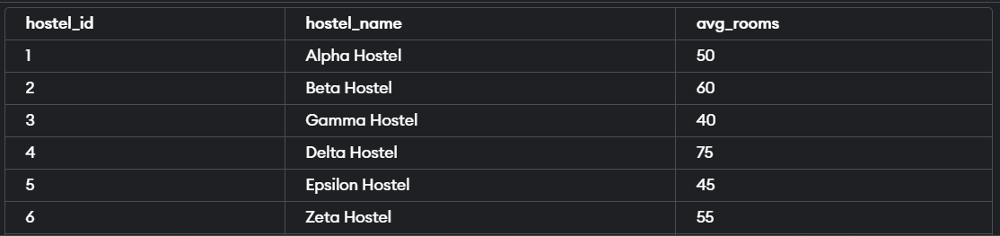 hostel_id hostel_name avg_rooms
1 Alpha Hostel 50
2 Beta Hostel 60
3 Gamma Hostel 40
4 Delta Hostel 75
5 Epsilon Hostel 45
6 Zeta Hostel 55